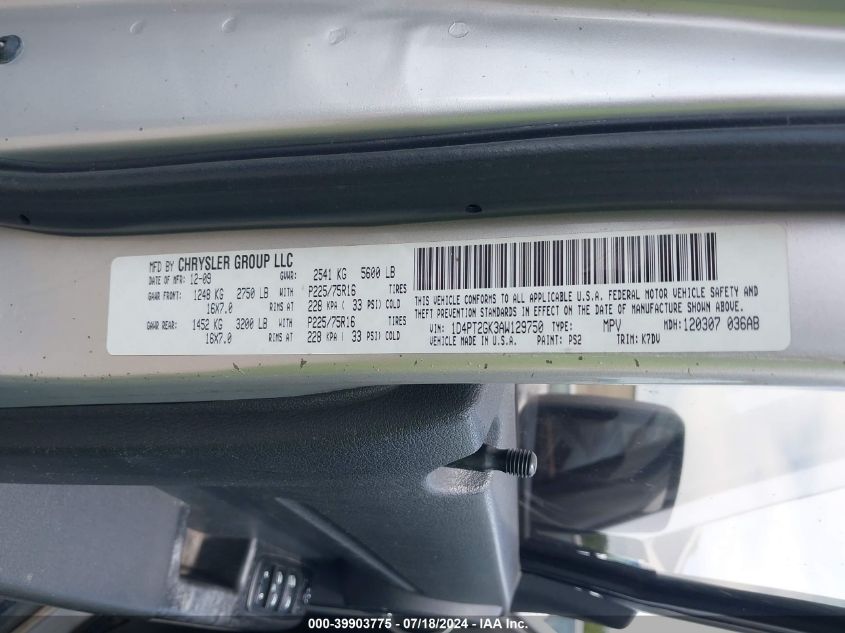 MFD BY CHRYSLER GROUP LLC
DATE OF MFR: 12-09 GVWR: 2541 KG 5600 LB
GAWR FRONT: 1248 KG 2750 LB WITH P225/75R16 TIRES
16X7.0 RIMS AT 228 KPA ( 33 PSI) COLD
GAWR REAR: 1452 KG 3200 LB WITH P225/75R16 TIRES
16X7.0 RIMS AT 228 KPA ( 33 PSI) COLD
THIS VEHICLE CONFORMS TO ALL APPLICABLE U.S.A. FEDERAL MOTOR VEHICLE SAFETY AND
THEFT PREVENTION STANDARDS IN EFFECT ON THE DATE OF MANUFACTURE SHOWN ABOVE.
VIN: 1D4PT2GK3AW129750 TYPE: MPV MDH: 120307 036AB
VEHICLE MADE IN U.S.A. PAINT: PS2 TRIM: K7DV
000-39903775 - 07/18/2024 - IAA Inc.